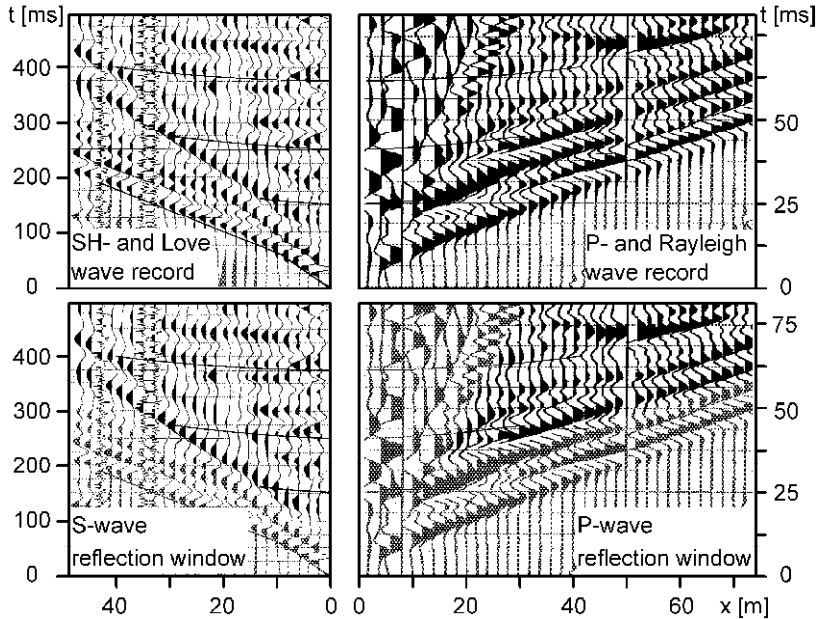 t [ms]
t [ms]
400
300
200
100
0
SH- and Love
wave record
P- and Rayleigh
wave record
50
25
0
400
300
200
100
0
S-wave
reflection window
P-wave
reflection window
75
50
25
0
40 20 0
0 20 40 60 x [m]